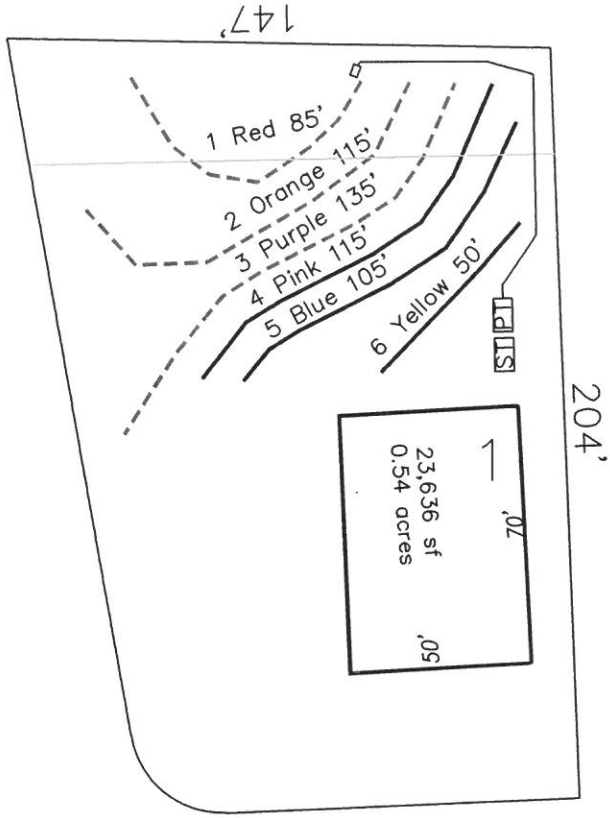 147'
1 Red 85'
2 Orange 115'
3 Purple 135'
4 Pink 115'
5 Blue 105'
6 Yellow 50'
PT
ST
204'
1
23,636 sf
0.54 acres
70'
50'